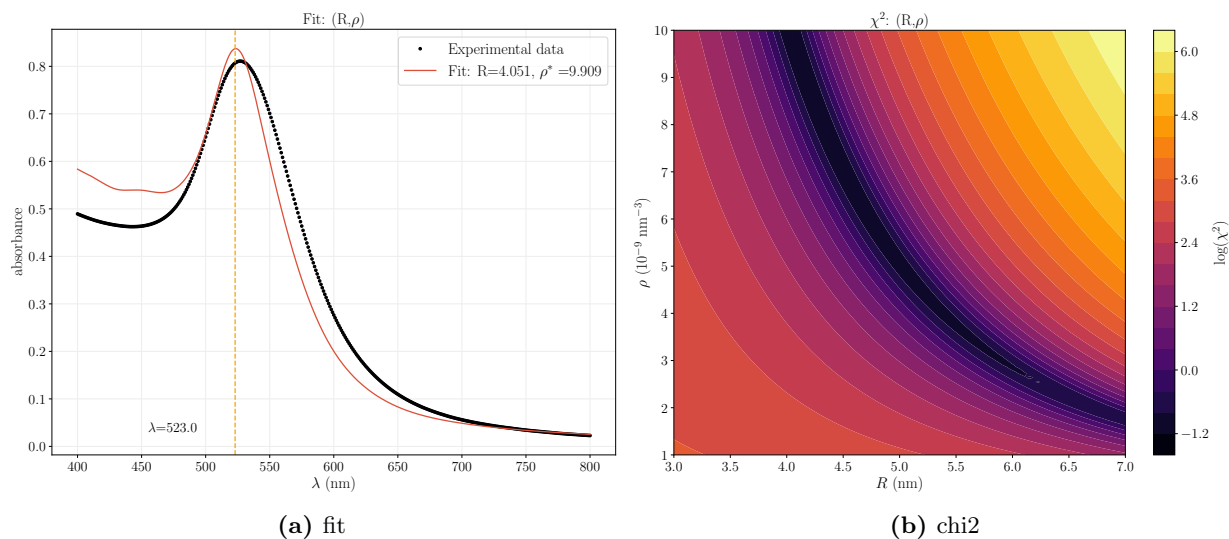 Fit: (R,ρ)
Experimental data
Fit: R=4.051, ρ* =9.909
absorbance
0.8
0.7
0.6
0.5
0.4
0.3
0.2
0.1
0.0
λ=523.0
400 450 500 550 600 650 700 750 800
λ (nm)
(a) fit
χ²: (R,ρ)
ρ (10⁻⁹ nm⁻³)
10
9
8
7
6
5
4
3
2
1
3.0 3.5 4.0 4.5 5.0 5.5 6.0 6.5 7.0
R (nm)
6.0
4.8
3.6
2.4
1.2
0.0
−1.2
log(χ²)
(b) chi2